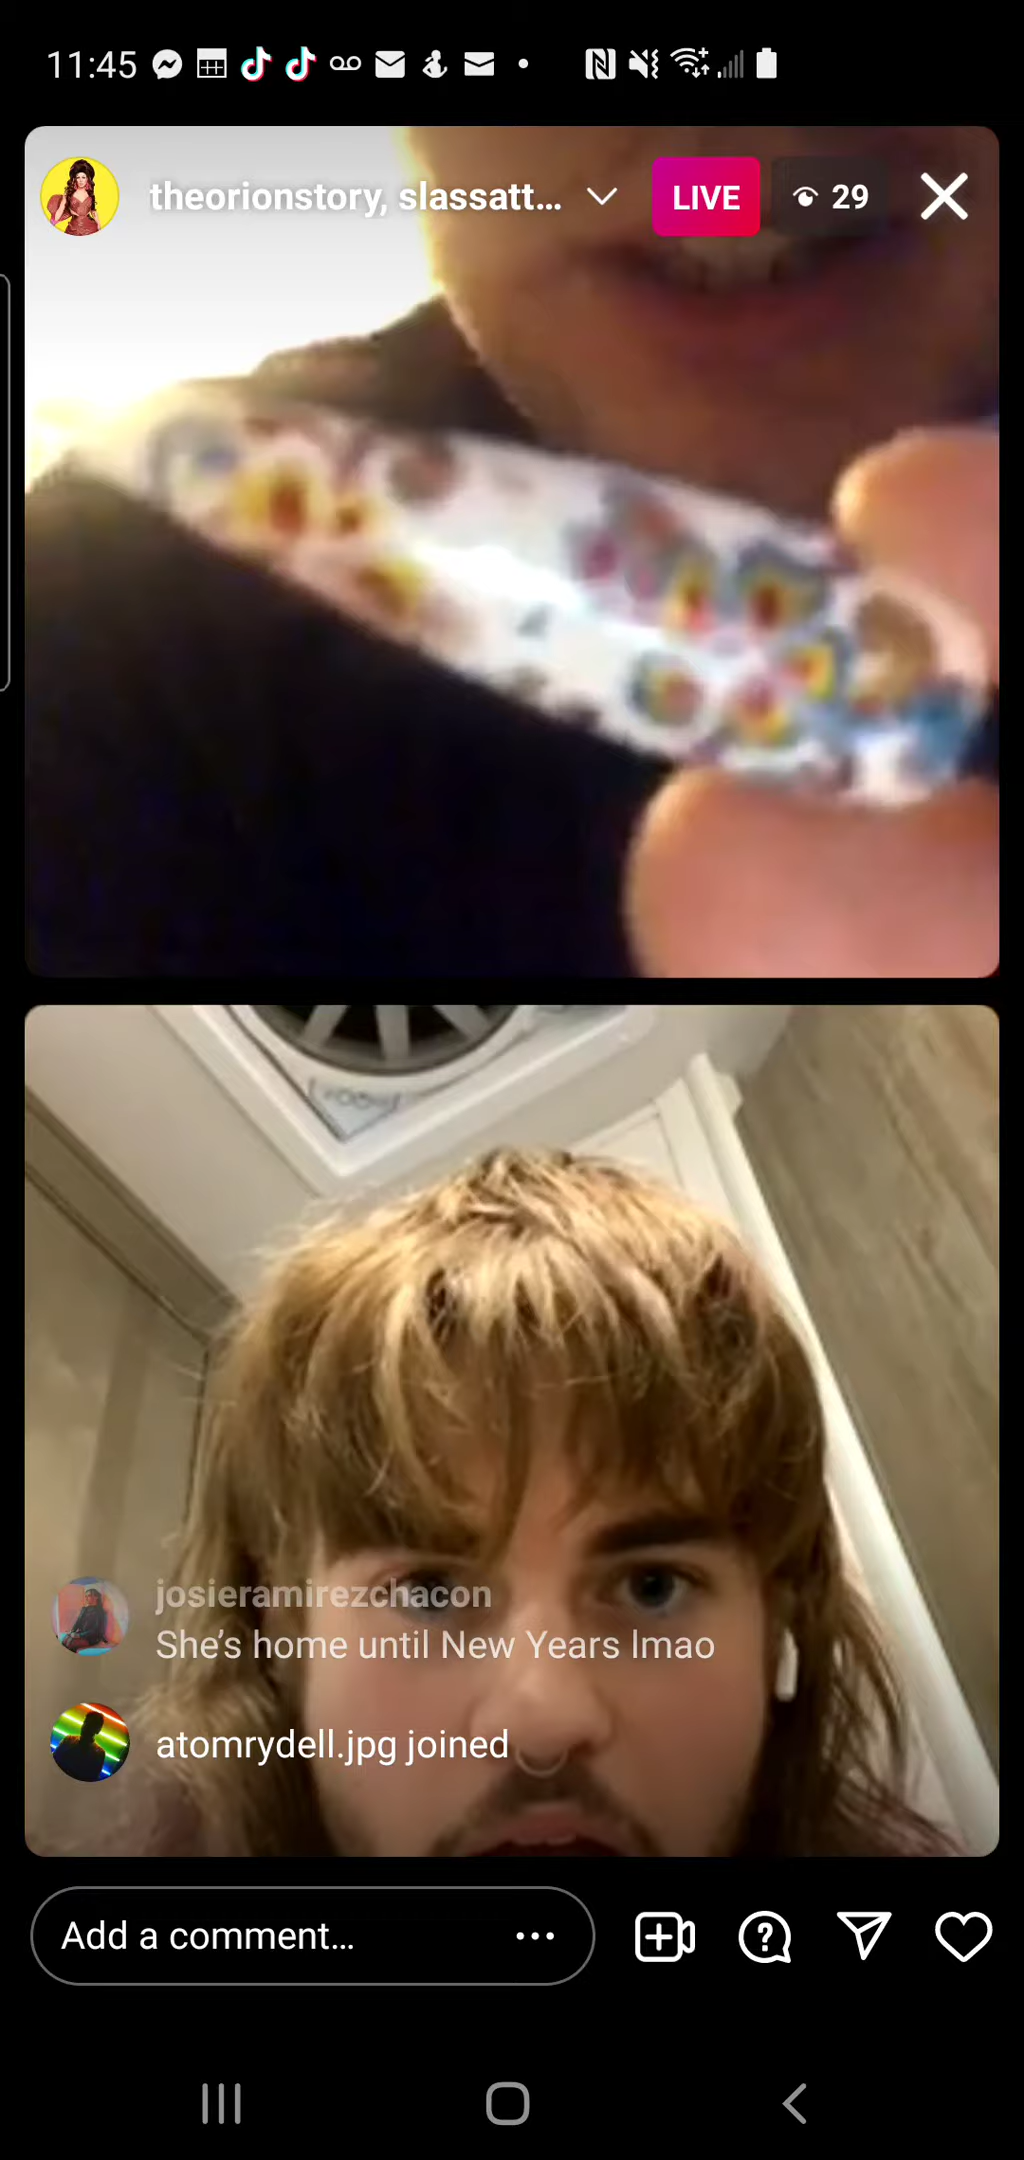 11:45
theorionstory, slassatt...
LIVE
29
josieramirezchacon
She's home until New Years lmao
atomrydell.jpg joined
Add a comment...